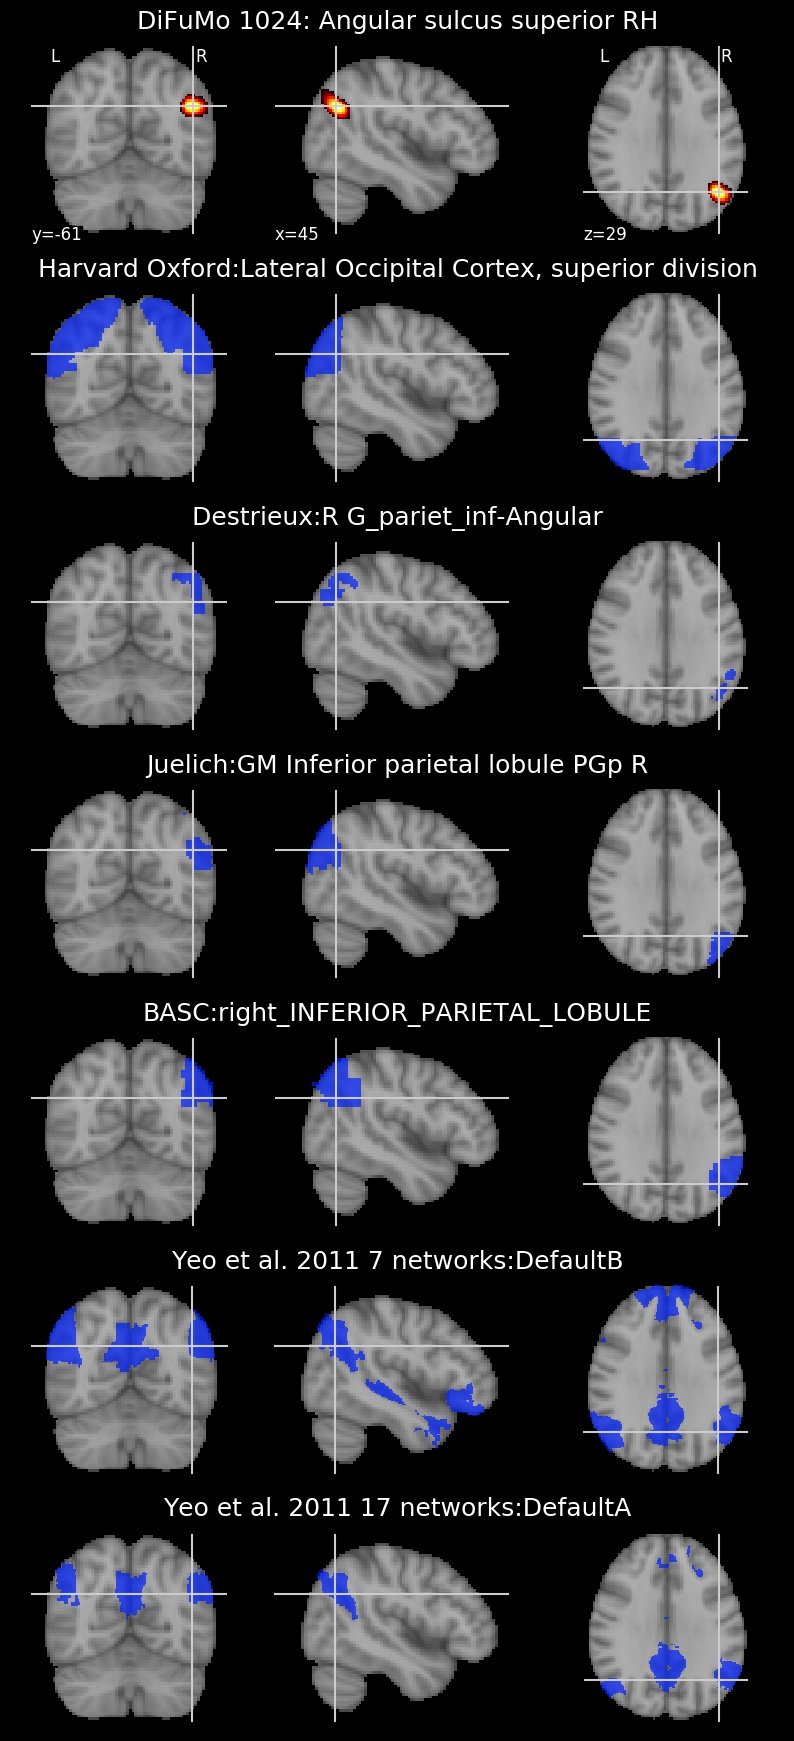 DiFuMo 1024: Angular sulcus superior RH
L R L R
y=-61 x=45 z=29
Harvard Oxford:Lateral Occipital Cortex, superior division
Destrieux:R G_pariet_inf-Angular
Juelich:GM Inferior parietal lobule PGp R
BASC:right_INFERIOR_PARIETAL_LOBULE
Yeo et al. 2011 7 networks:DefaultB
Yeo et al. 2011 17 networks:DefaultA